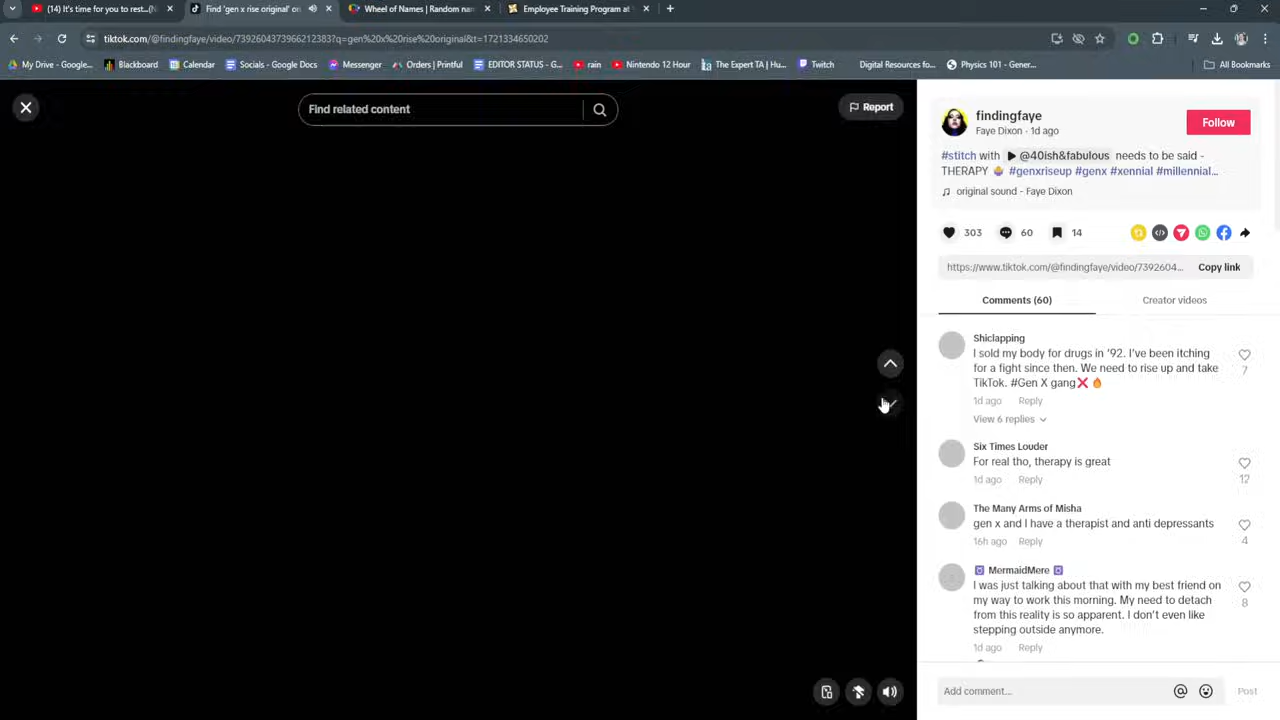 (14) It's time for you to rest...(N
Find 'gen x rise original' on
Wheel of Names | Random nam
Employee Training Program at
tiktok.com/@findingfaye/video/7392604373966212383?q=gen%20x%20rise%20original&t=1721334650202
My Drive - Google...
Blackboard
Calendar
Socials - Google Docs
Messenger
Orders | Printful
EDITOR STATUS - G...
rain
Nintendo 12 Hour
The Expert TA | Hu...
Twitch
Digital Resources fo...
Physics 101 - Gener...
All Bookmarks
Find related content
Report
findingfaye
Faye Dixon · 1d ago
Follow
#stitch with @40ish&fabulous needs to be said -
THERAPY #genxriseup #genx #xennial #millennial...
original sound - Faye Dixon
303
60
14
https://www.tiktok.com/@findingfaye/video/7392604...
Copy link
Comments (60)
Creator videos
Shiclapping
I sold my body for drugs in '92. I've been itching
for a fight since then. We need to rise up and take
TikTok. #Gen X gang❌ 🔥
7
1d ago Reply
View 6 replies
Six Times Louder
For real tho, therapy is great
12
1d ago Reply
The Many Arms of Misha
gen x and I have a therapist and anti depressants
4
16h ago Reply
MermaidMere
I was just talking about that with my best friend on
my way to work this morning. My need to detach
from this reality is so apparent. I don't even like
stepping outside anymore.
8
1d ago Reply
Add comment...
@
Post